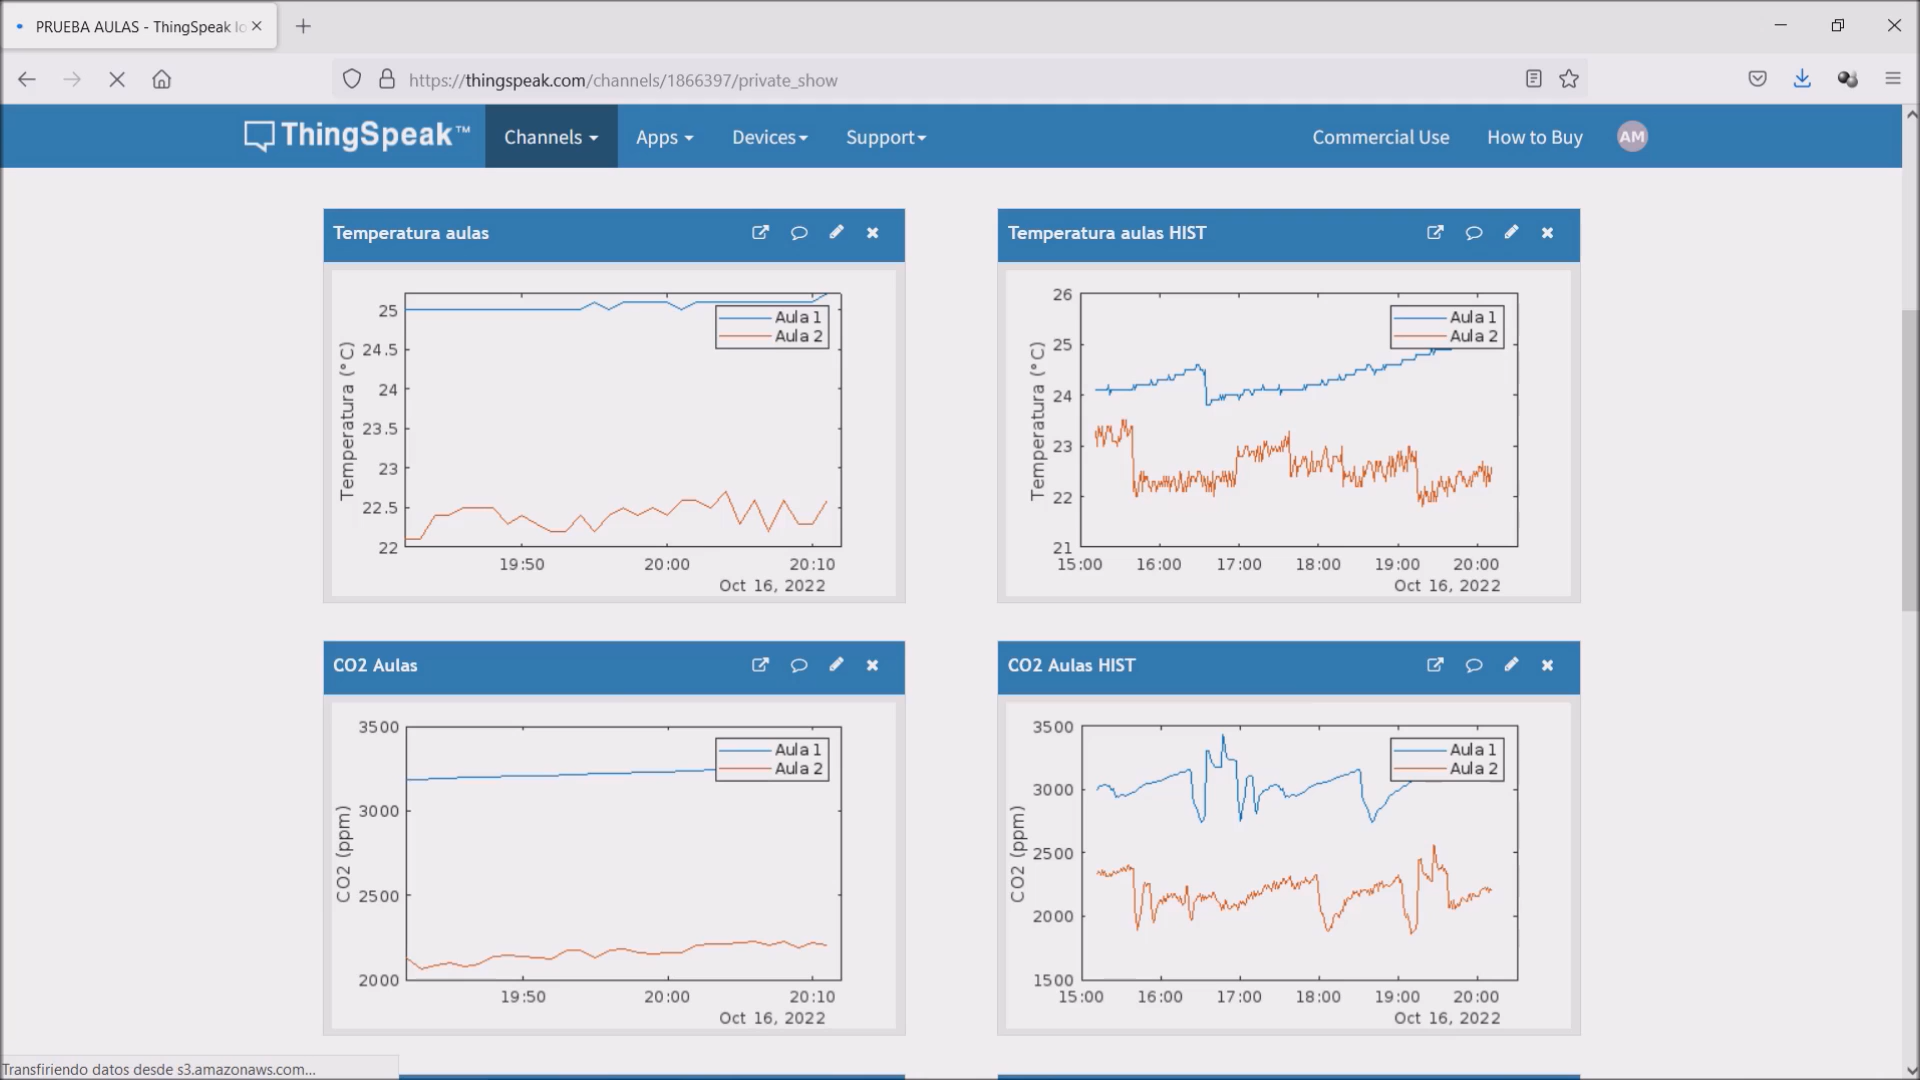 PRUEBA AULAS - ThingSpeak Io
https://thingspeak.com/channels/1866397/private_show
ThingSpeak™
Channels
Apps
Devices
Support
Commercial Use
How to Buy
AM
Temperatura aulas
25
24.5
24
23.5
23
22.5
22
Temperatura (°C)
Aula 1
Aula 2
19:50
20:00
20:10
Oct 16, 2022
Temperatura aulas HIST
26
25
24
23
22
21
Temperatura (°C)
Aula 1
Aula 2
15:00
16:00
17:00
18:00
19:00
20:00
Oct 16, 2022
CO2 Aulas
3500
3000
2500
2000
CO2 (ppm)
Aula 1
Aula 2
19:50
20:00
20:10
Oct 16, 2022
CO2 Aulas HIST
3500
3000
2500
2000
1500
CO2 (ppm)
Aula 1
Aula 2
15:00
16:00
17:00
18:00
19:00
20:00
Oct 16, 2022
Transfiriendo datos desde s3.amazonaws.com...